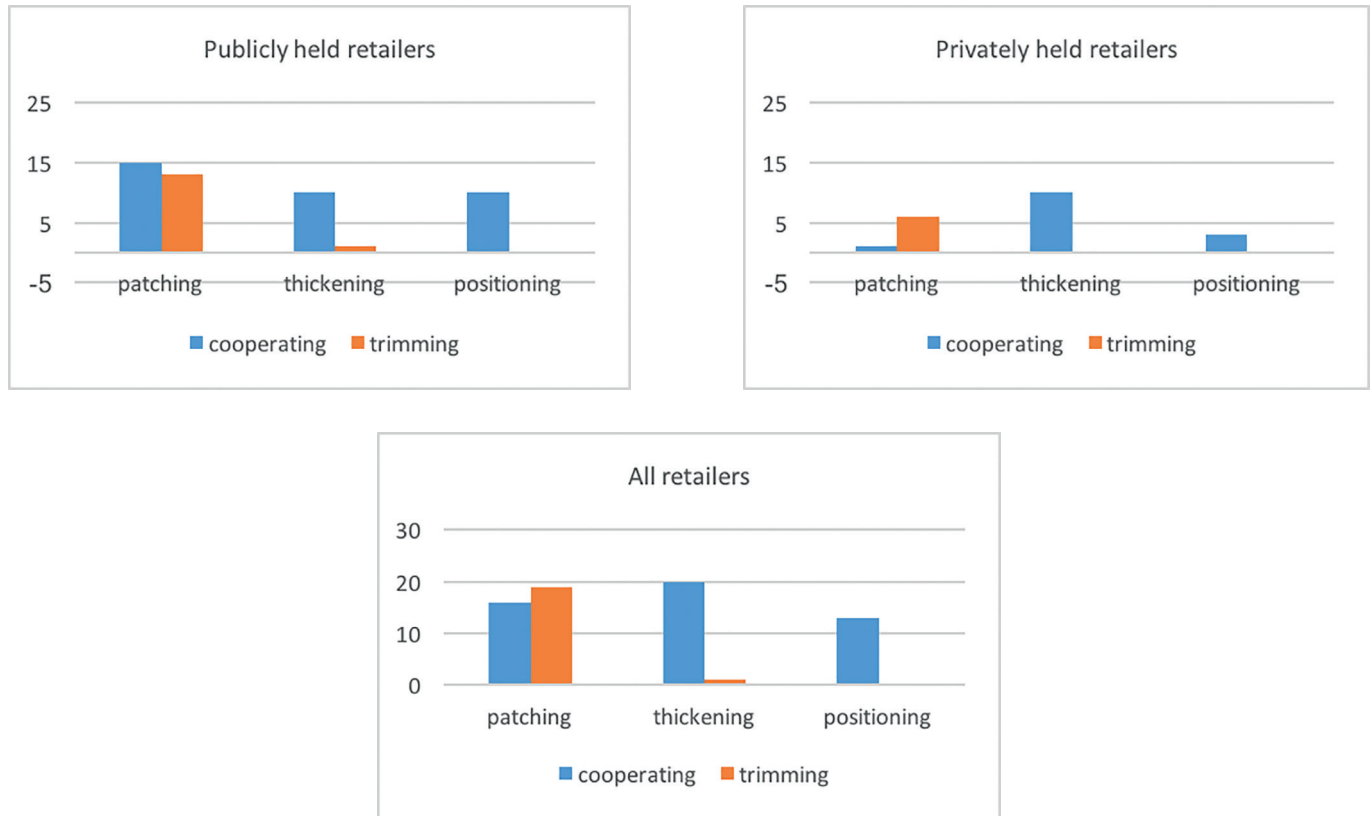 Publicly held retailers
25
15
5
-5
patching thickening positioning
cooperating trimming
Privately held retailers
25
15
5
-5
patching thickening positioning
cooperating trimming
All retailers
30
20
10
0
patching thickening positioning
cooperating trimming